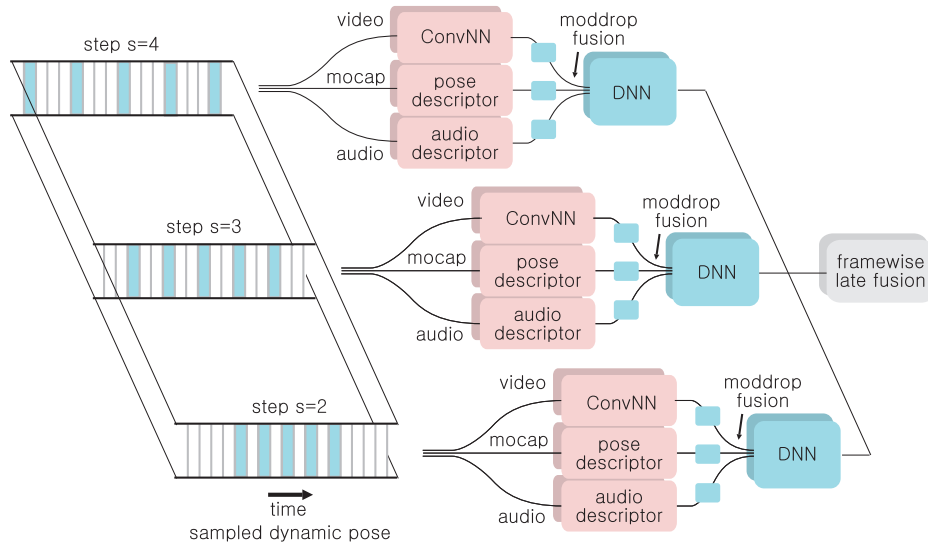 step s=4
video
ConvNN
moddrop
fusion
mocap
pose
descriptor
DNN
audio
audio
descriptor
step s=3
video
ConvNN
moddrop
fusion
mocap
pose
descriptor
DNN
framewise
late fusion
audio
audio
descriptor
step s=2
video
ConvNN
moddrop
fusion
mocap
pose
descriptor
DNN
audio
audio
descriptor
time
sampled dynamic pose